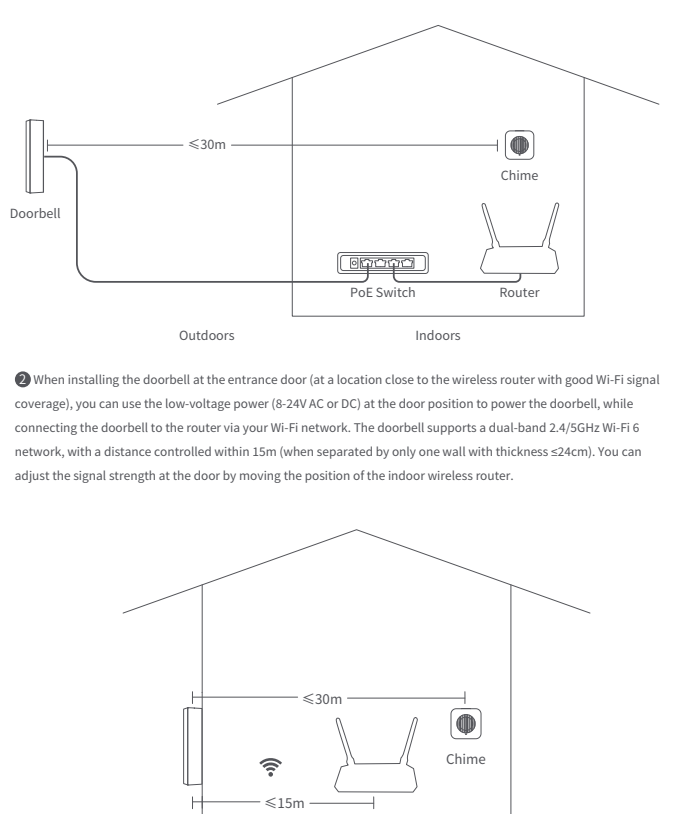 ⩽30m
Chime
Doorbell
PoE Switch
Router
Outdoors
Indoors
2 When installing the doorbell at the entrance door (at a location close to the wireless router with good Wi-Fi signal
coverage), you can use the low-voltage power (8-24V AC or DC) at the door position to power the doorbell, while
connecting the doorbell to the router via your Wi-Fi network. The doorbell supports a dual-band 2.4/5GHz Wi-Fi 6
network, with a distance controlled within 15m (when separated by only one wall with thickness ≤24cm). You can
adjust the signal strength at the door by moving the position of the indoor wireless router.
⩽30m
Chime
⩽15m